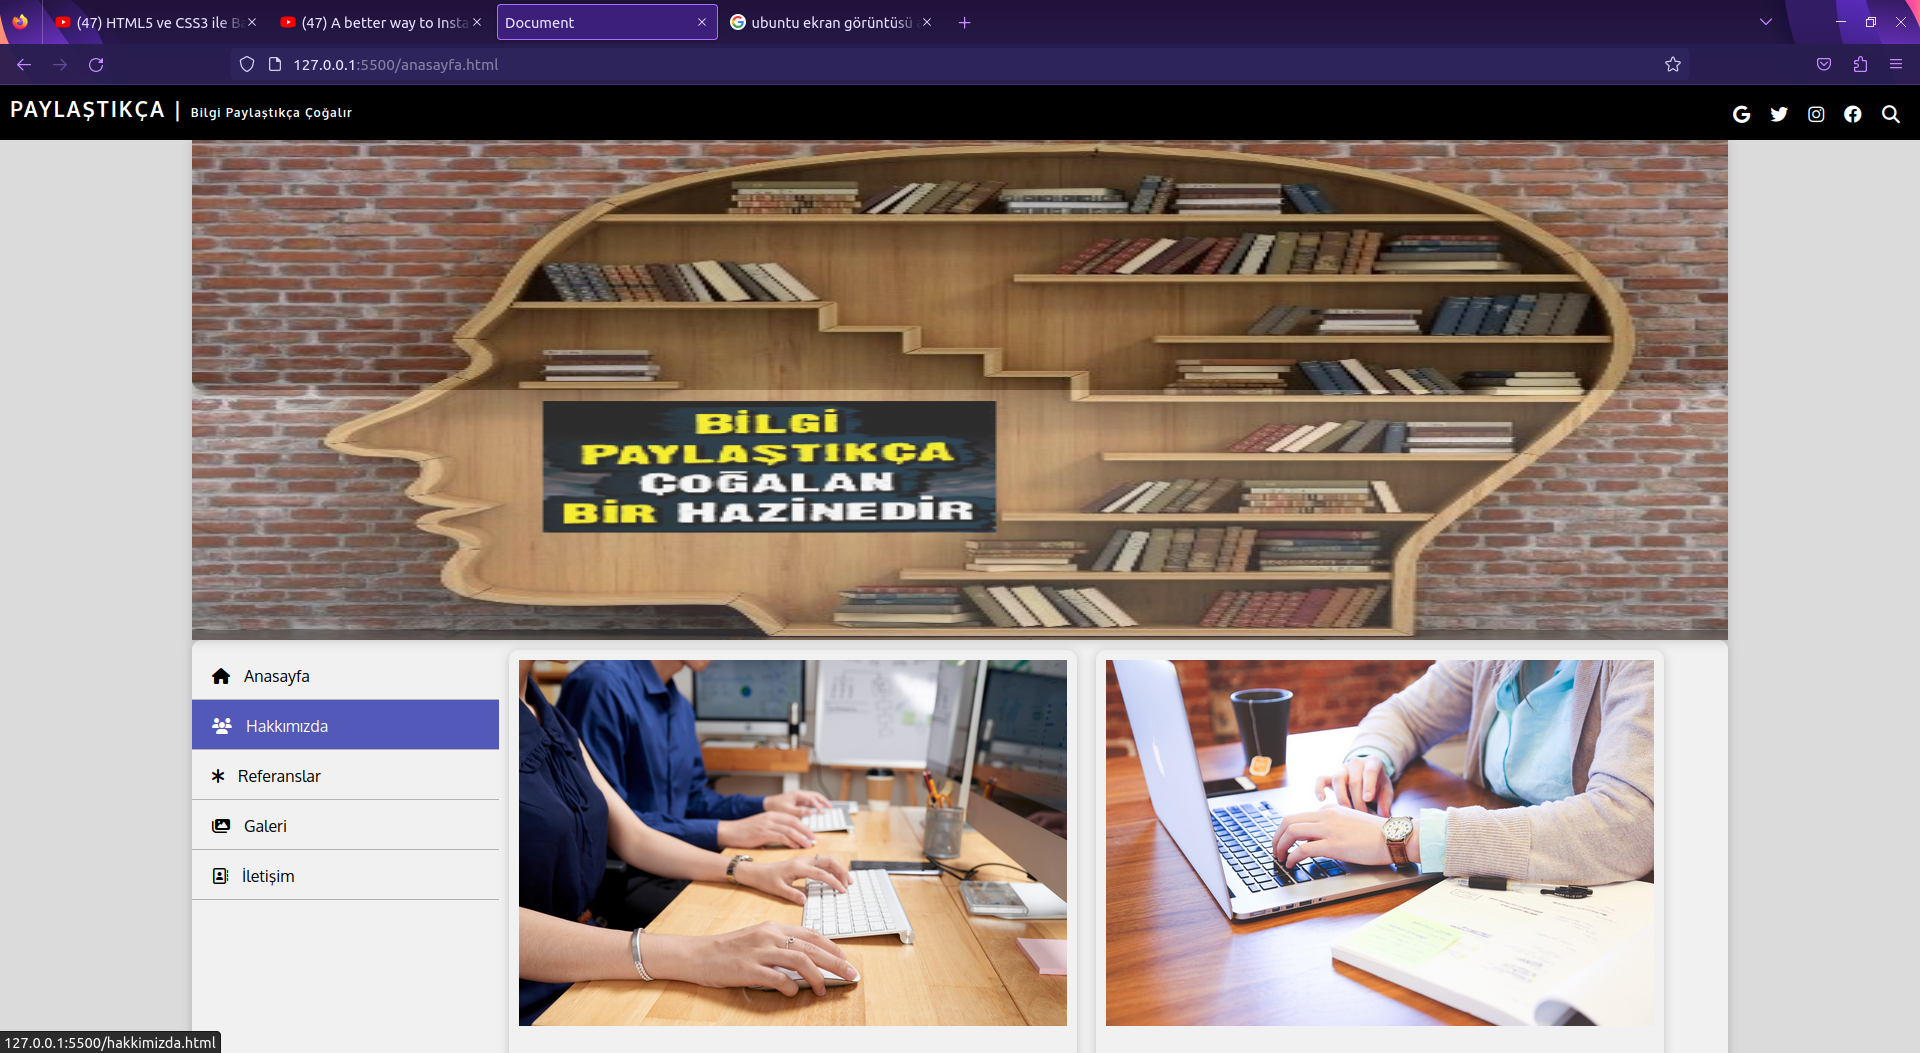 (47) HTML5 ve CSS3 ile B
(47) A better way to Insta
Document
ubuntu ekran görüntüsü
127.0.0.1:5500/anasayfa.html
PAYLAŞTIKÇA | Bilgi Paylaştıkça Çoğalır
BİLGİ
PAYLAŞTIKÇA
ÇOĞALAN
BİR HAZİNEDİR
Anasayfa
Hakkımızda
Referanslar
Galeri
İletişim
127.0.0.1:5500/hakkimizda.html